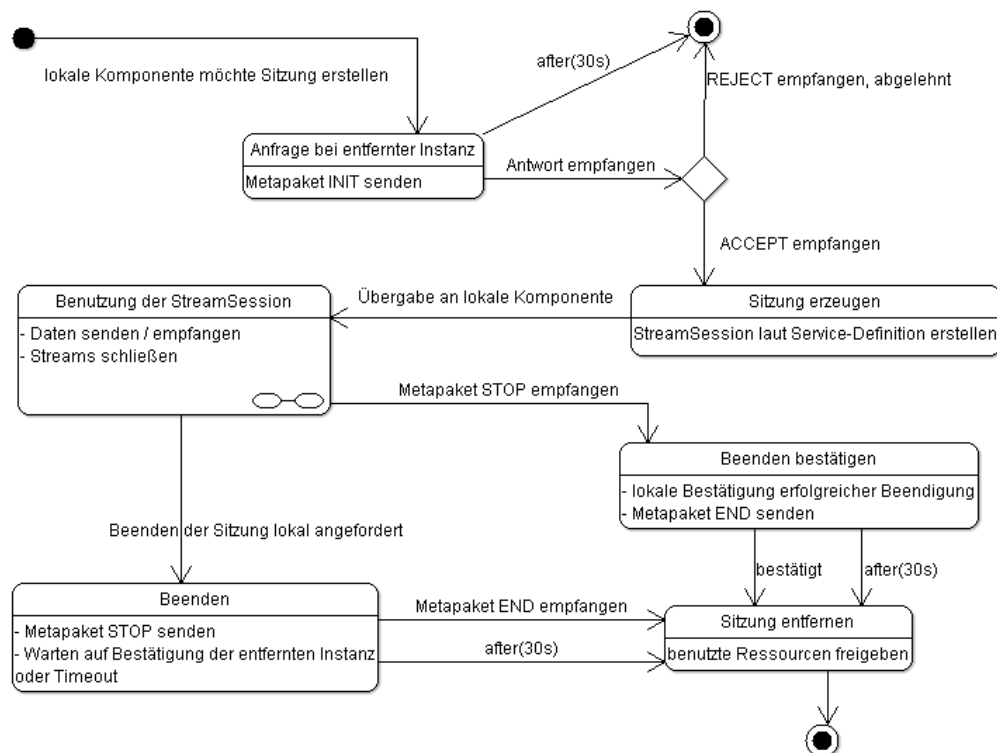 lokale Komponente möchte Sitzung erstellen
after(30s)
REJECT empfangen, abgelehnt
Anfrage bei entfernter Instanz
Metapaket INIT senden
Antwort empfangen
ACCEPT empfangen
Benutzung der StreamSession
- Daten senden / empfangen
- Streams schließen
Übergabe an lokale Komponente
Sitzung erzeugen
StreamSession laut Service-Definition erstellen
Metapaket STOP empfangen
Beenden bestätigen
- lokale Bestätigung erfolgreicher Beendigung
- Metapaket END senden
Beenden der Sitzung lokal angefordert
bestätigt
after(30s)
Beenden
- Metapaket STOP senden
- Warten auf Bestätigung der entfernten Instanz
oder Timeout
Metapaket END empfangen
after(30s)
Sitzung entfernen
benutzte Ressourcen freigeben